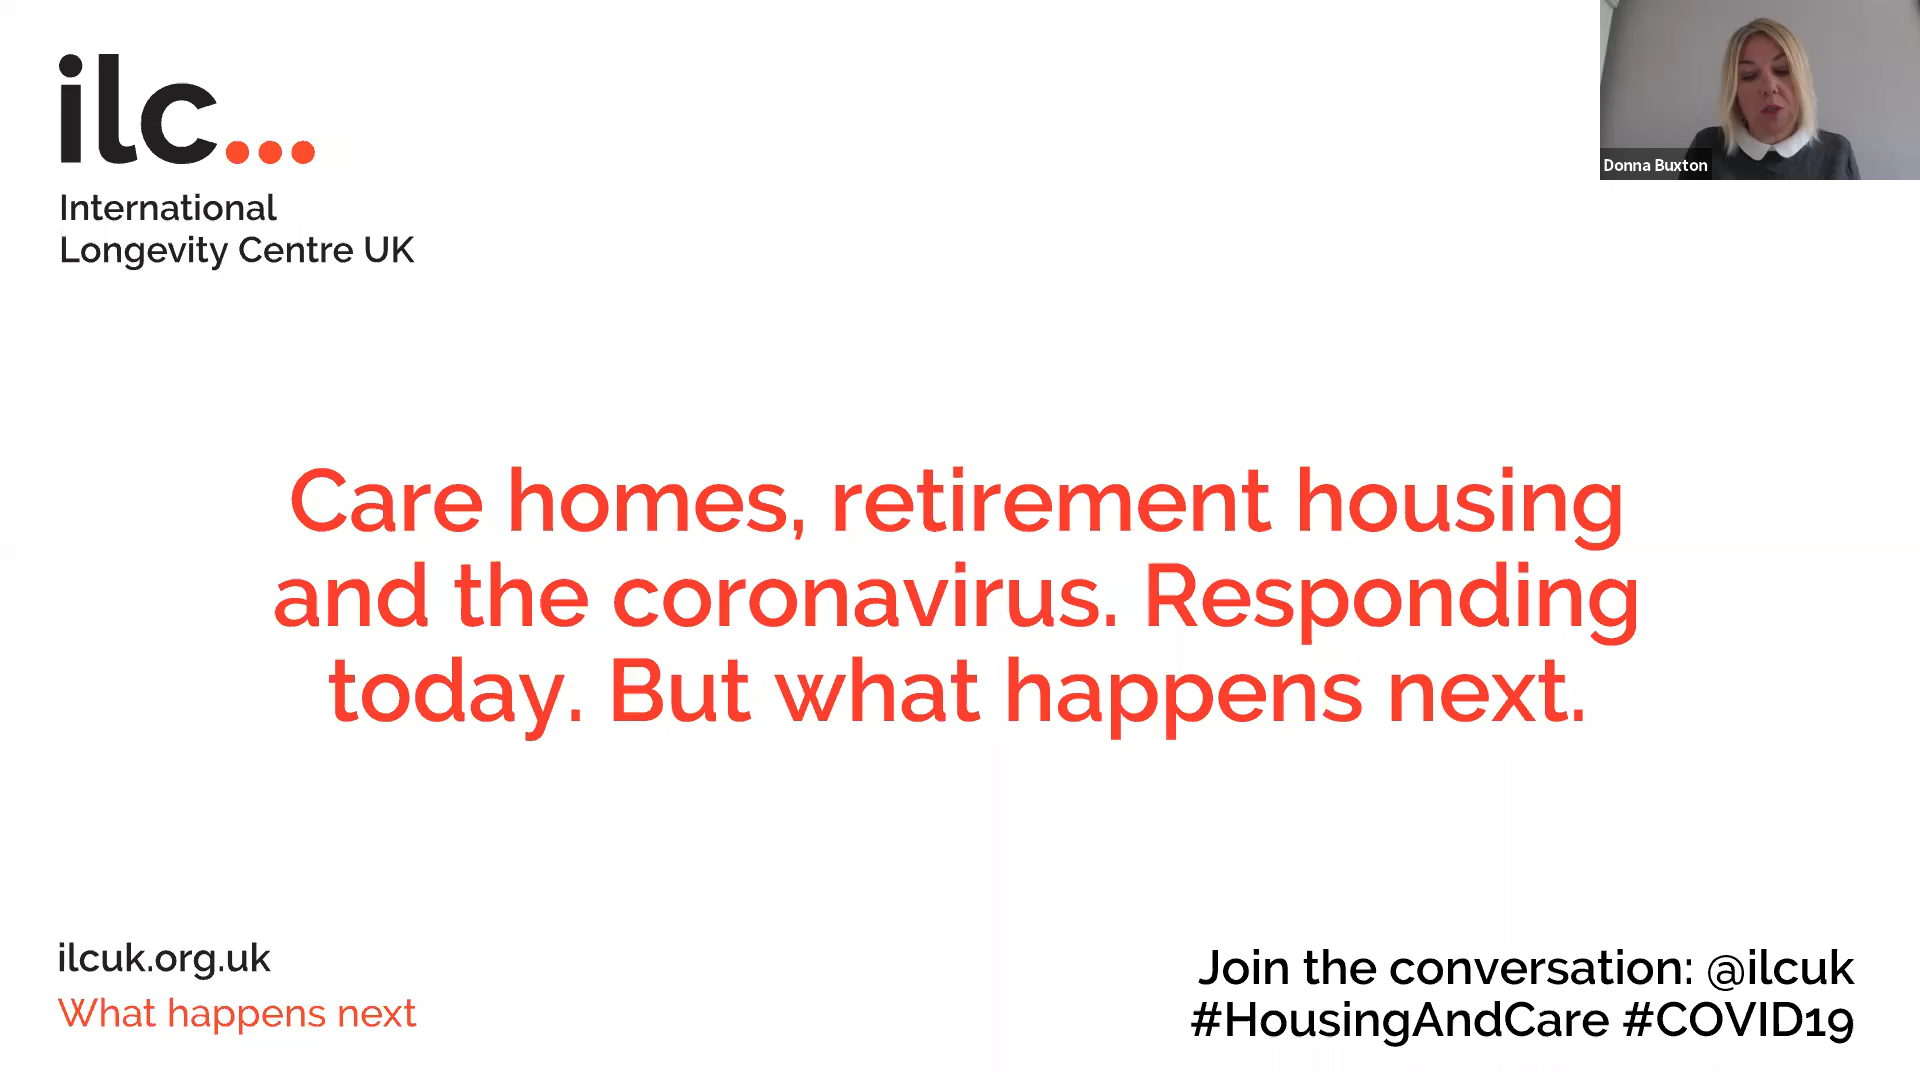 ilc...
International
Longevity Centre UK
Donna Buxton
Care homes, retirement housing
and the coronavirus. Responding
today. But what happens next.
ilcuk.org.uk
What happens next
Join the conversation: @ilcuk
#HousingAndCare #COVID19